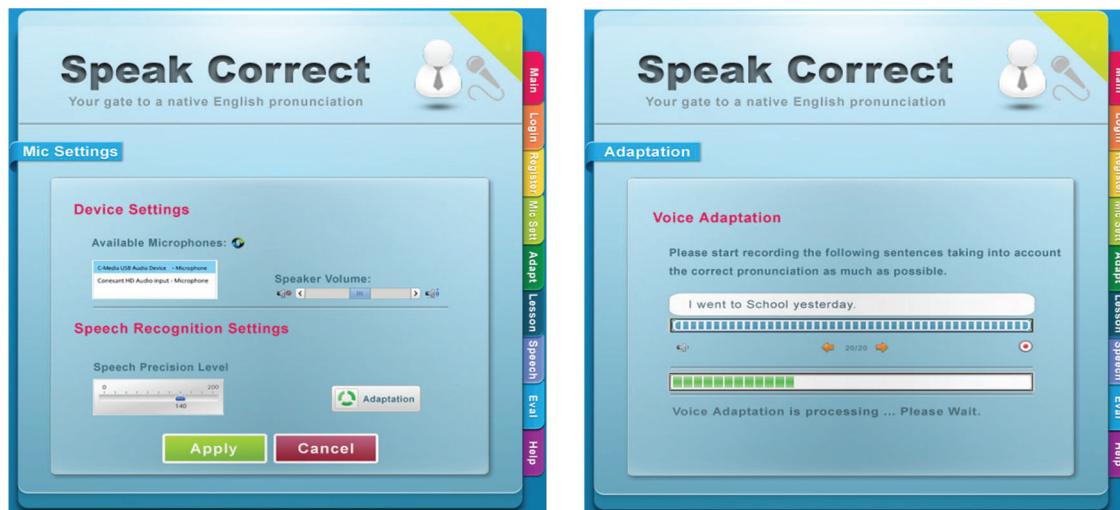 Speak Correct
Your gate to a native English pronunciation
Mic Settings
Device Settings
Available Microphones:
C-Media USB Audio Device : - Microphone
Conexant HD Audio input - Microphone
Speaker Volume:
Speech Recognition Settings
Speech Precision Level
0 200
140
Adaptation
Apply Cancel
Main
Login
Register
Mic Sett
Adapt
Lesson
Speech
Eval
Help
Speak Correct
Your gate to a native English pronunciation
Adaptation
Voice Adaptation
Please start recording the following sentences taking into account
the correct pronunciation as much as possible.
I went to School yesterday.
20/20
Voice Adaptation is processing ... Please Wait.
Main
Login
Register
Mic Sett
Adapt
Lesson
Speech
Eval
Help